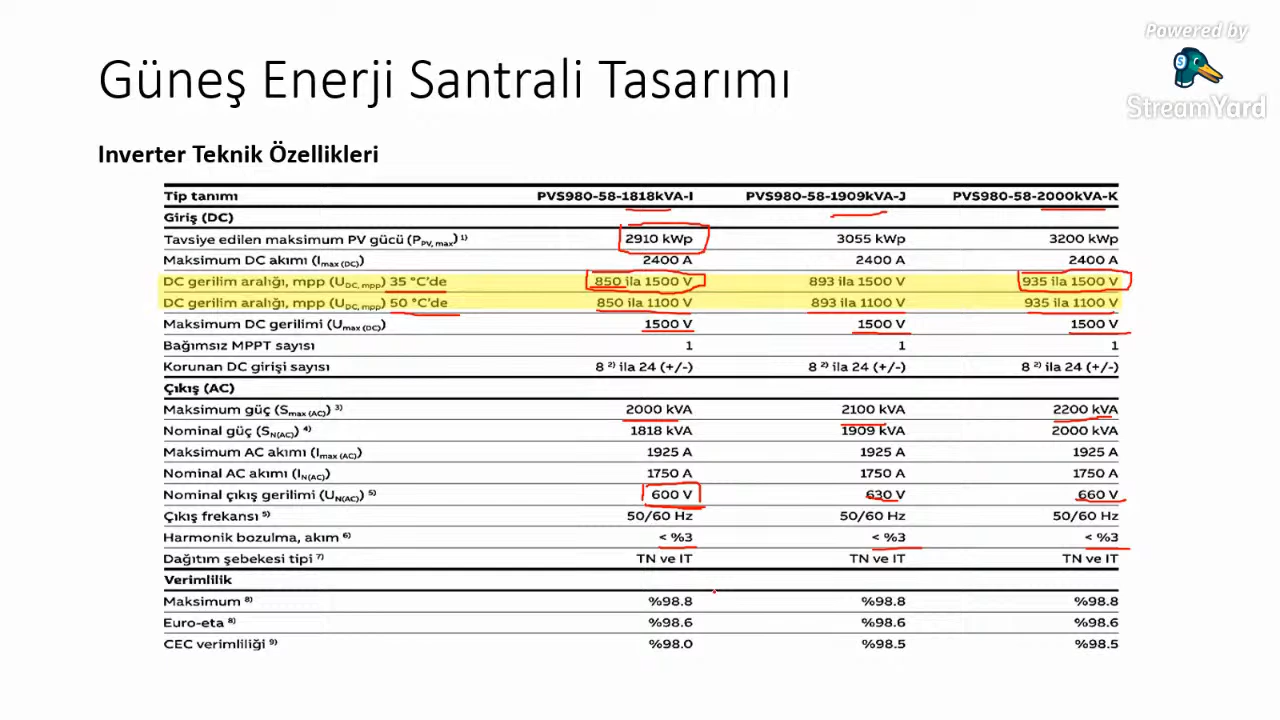 Powered by
StreamYard
Güneş Enerji Santrali Tasarımı
Inverter Teknik Özellikleri
Tip tanımı PVS980-58-1818kVA-I PVS980-58-1909kVA-J PVS980-58-2000kVA-K
Giriş (DC)
Tavsiye edilen maksimum PV gücü (PPV, max) 1) 2910 kWp 3055 kWp 3200 kWp
Maksimum DC akımı (Imax (DC)) 2400 A 2400 A 2400 A
DC gerilim aralığı, mpp (UDC, mpp) 35 °C'de 850 ila 1500 V 893 ila 1500 V 935 ila 1500 V
DC gerilim aralığı, mpp (UDC, mpp) 50 °C'de 850 ila 1100 V 893 ila 1100 V 935 ila 1100 V
Maksimum DC gerilimi (Umax (DC)) 1500 V 1500 V 1500 V
Bağımsız MPPT sayısı 1 1 1
Korunan DC girişi sayısı 8 2) ila 24 (+/-) 8 2) ila 24 (+/-) 8 2) ila 24 (+/-)
Çıkış (AC)
Maksimum güç (Smax (AC)) 3) 2000 kVA 2100 kVA 2200 kVA
Nominal güç (SN(AC)) 4) 1818 kVA 1909 kVA 2000 kVA
Maksimum AC akımı (Imax (AC)) 1925 A 1925 A 1925 A
Nominal AC akımı (IN(AC)) 1750 A 1750 A 1750 A
Nominal çıkış gerilimi (UN(AC)) 5) 600 V 630 V 660 V
Çıkış frekansı 5) 50/60 Hz 50/60 Hz 50/60 Hz
Harmonik bozulma, akım 6) < %3 < %3 < %3
Dağıtım şebekesi tipi 7) TN ve IT TN ve IT TN ve IT
Verimlilik
Maksimum 8) %98.8 %98.8 %98.8
Euro-eta 8) %98.6 %98.6 %98.6
CEC verimliliği 9) %98.0 %98.5 %98.5